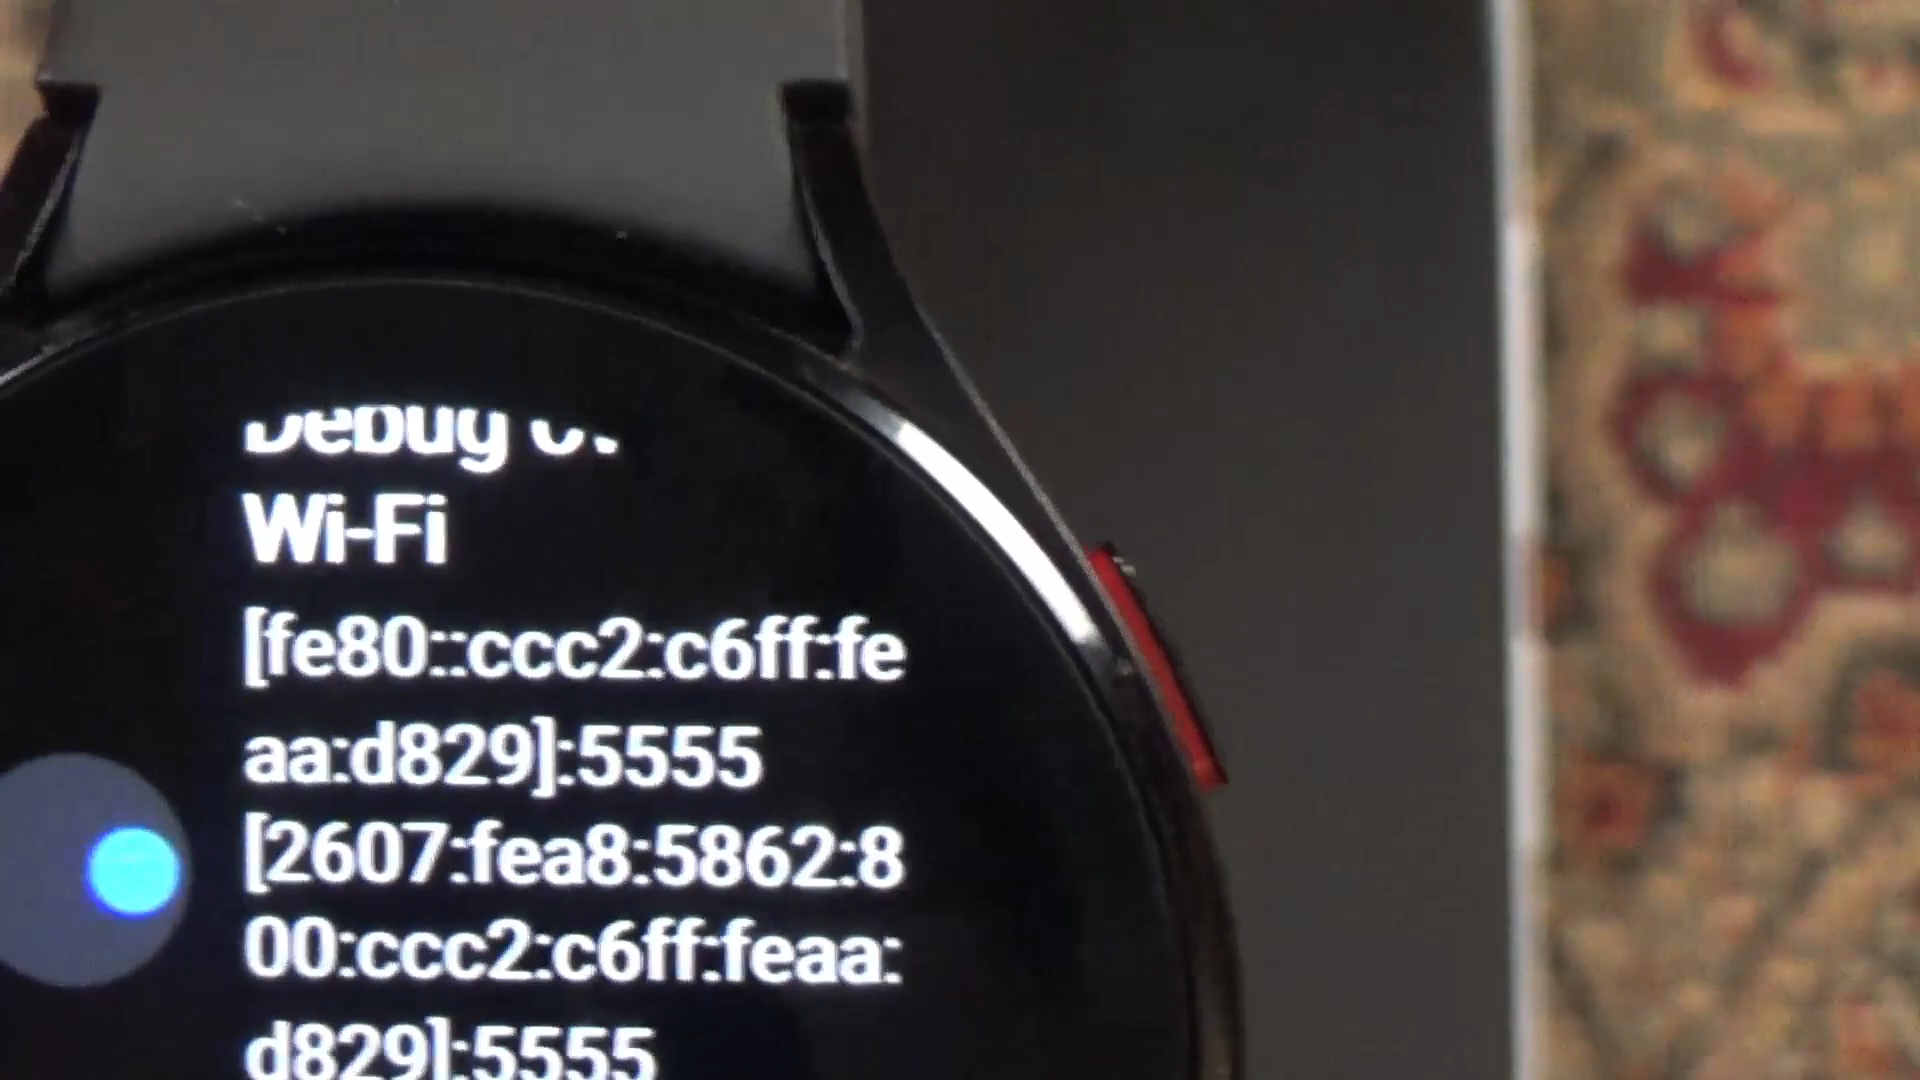 Debug
Wi-Fi
[fe80::ccc2:c6ff:fe
aa:d829]:5555
[2607:fea8:5862:8
00:ccc2:c6ff:feaa:
d829]:5555